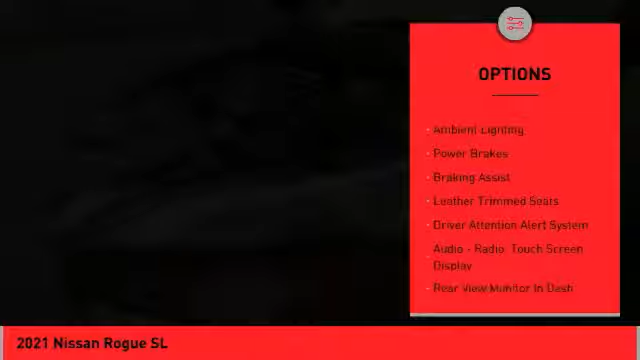 OPTIONS
· Ambient Lighting
· Power Brakes
· Braking Assist
· Leather Trimmed Seats
· Driver Attention Alert System
· Audio - Radio: Touch Screen
Display
· Rear View Monitor In Dash
2021 Nissan Rogue SL